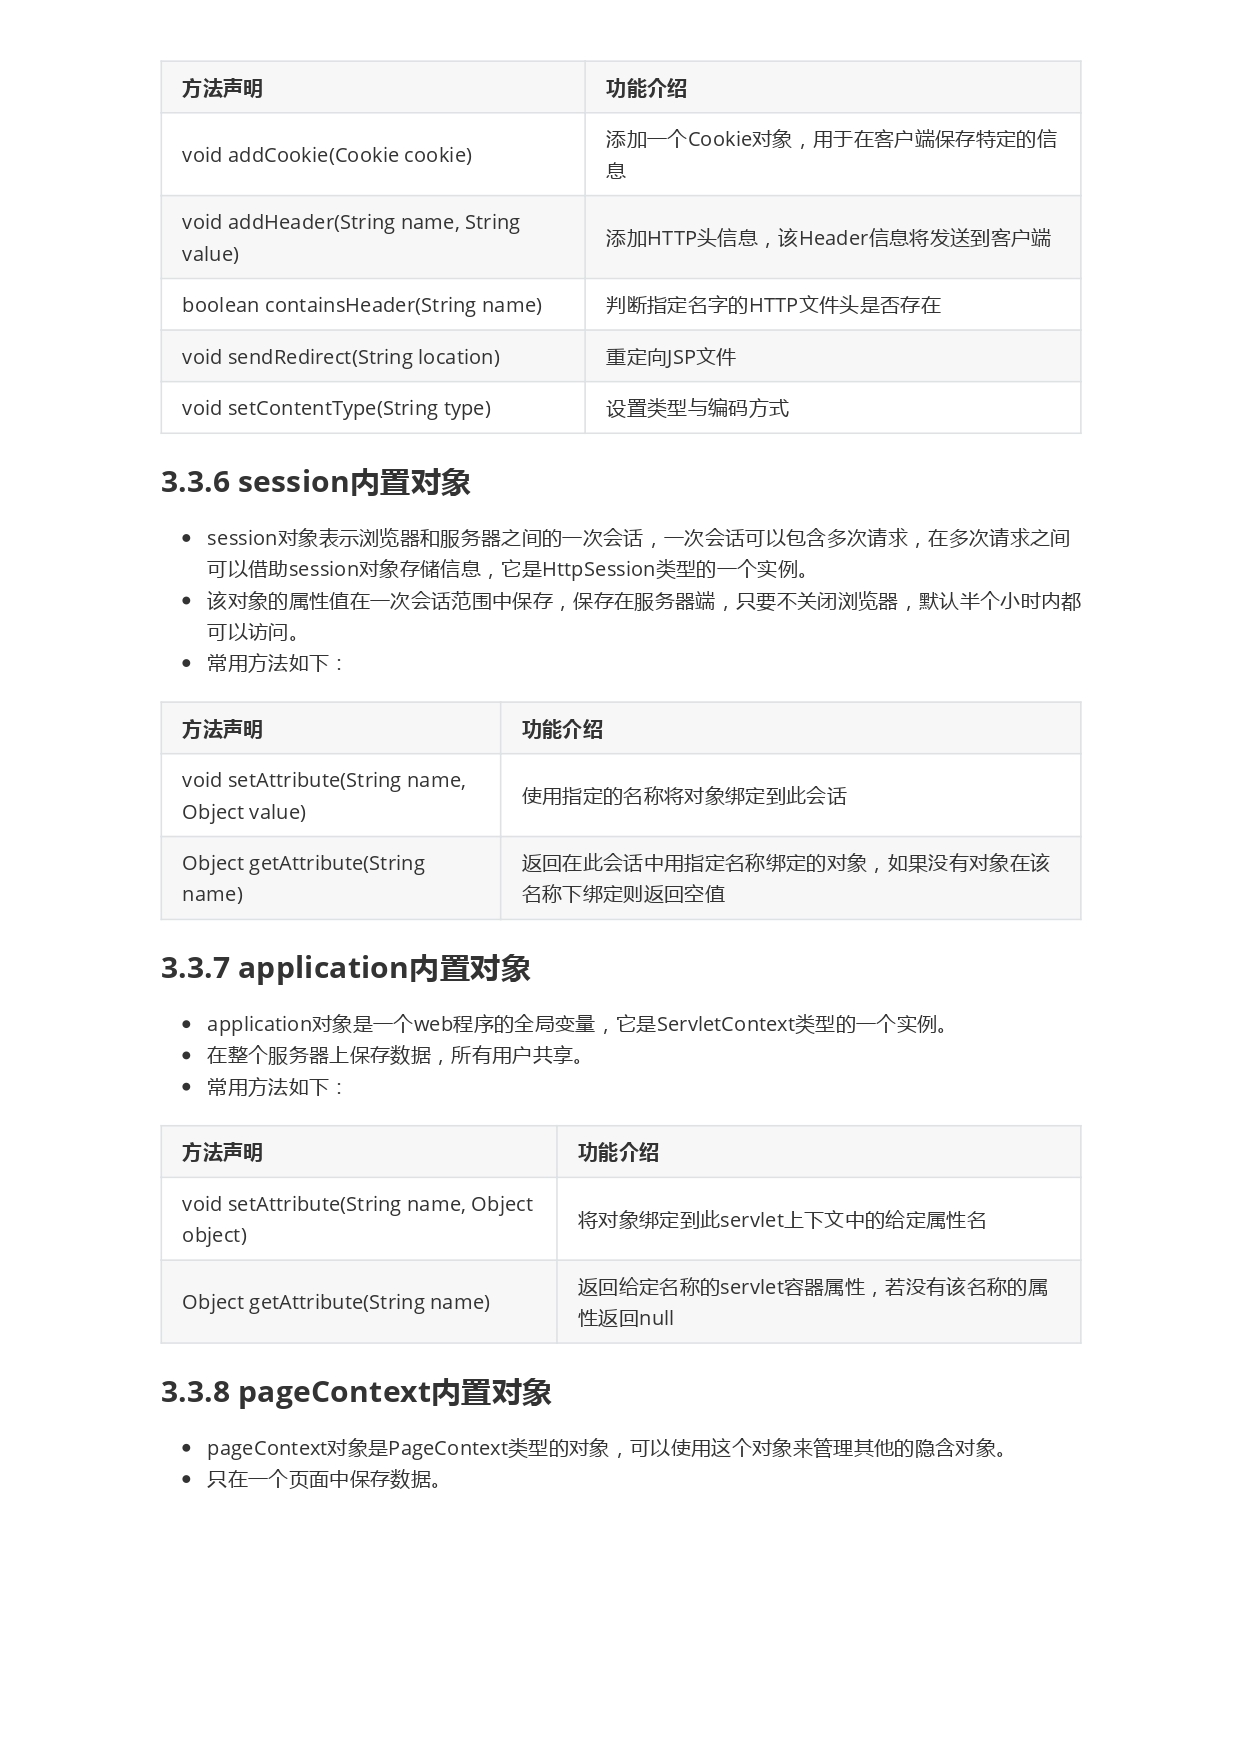 方法声明 功能介绍
void addCookie(Cookie cookie) 添加一个Cookie对象，用于在客户端保存特定的信
息
void addHeader(String name, String
value) 添加HTTP头信息，该Header信息将发送到客户端
boolean containsHeader(String name) 判断指定名字的HTTP文件头是否存在
void sendRedirect(String location) 重定向JSP文件
void setContentType(String type) 设置类型与编码方式
3.3.6 session内置对象
session对象表示浏览器和服务器之间的一次会话，一次会话可以包含多次请求，在多次请求之间
可以借助session对象存储信息，它是HttpSession类型的一个实例。
该对象的属性值在一次会话范围中保存，保存在服务器端，只要不关闭浏览器，默认半个小时内都
可以访问。
常用方法如下：
方法声明 功能介绍
void setAttribute(String name,
Object value) 使用指定的名称将对象绑定到此会话
Object getAttribute(String
name) 返回在此会话中用指定名称绑定的对象，如果没有对象在该
名称下绑定则返回空值
3.3.7 application内置对象
application对象是一个web程序的全局变量，它是ServletContext类型的一个实例。
在整个服务器上保存数据，所有用户共享。
常用方法如下：
方法声明 功能介绍
void setAttribute(String name, Object
object) 将对象绑定到此servlet上下文中的给定属性名
Object getAttribute(String name) 返回给定名称的servlet容器属性，若没有该名称的属
性返回null
3.3.8 pageContext内置对象
pageContext对象是PageContext类型的对象，可以使用这个对象来管理其他的隐含对象。
只在一个页面中保存数据。